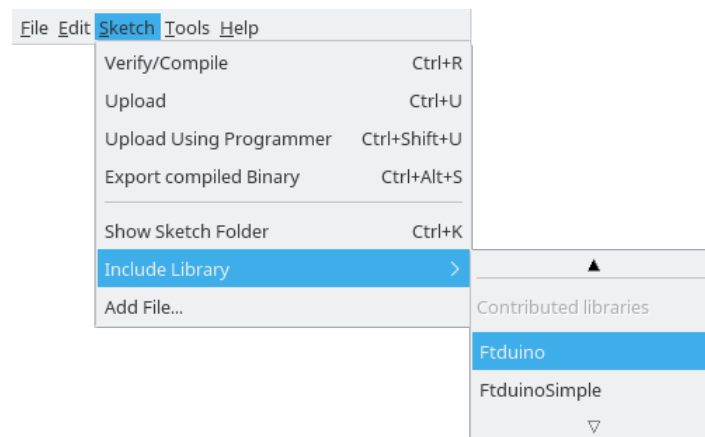 File Edit Sketch Tools Help
Verify/Compile Ctrl+R
Upload Ctrl+U
Upload Using Programmer Ctrl+Shift+U
Export compiled Binary Ctrl+Alt+S
Show Sketch Folder Ctrl+K
Include Library
Add File...
Contributed libraries
Ftduino
FtduinoSimple